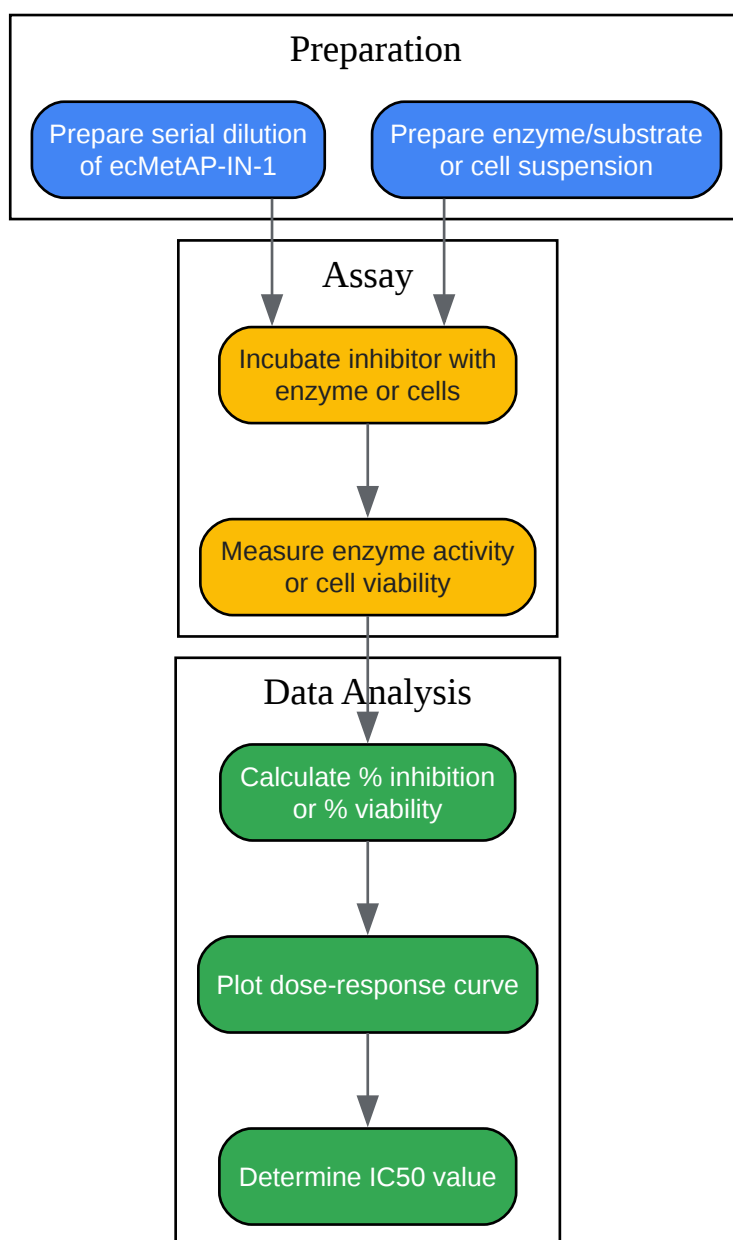 Preparation
Prepare serial dilution
of ecMetAP-IN-1
Prepare enzyme/substrate
or cell suspension
Assay
Incubate inhibitor with
enzyme or cells
Measure enzyme activity
or cell viability
Data Analysis
Calculate % inhibition
or % viability
Plot dose-response curve
Determine IC50 value